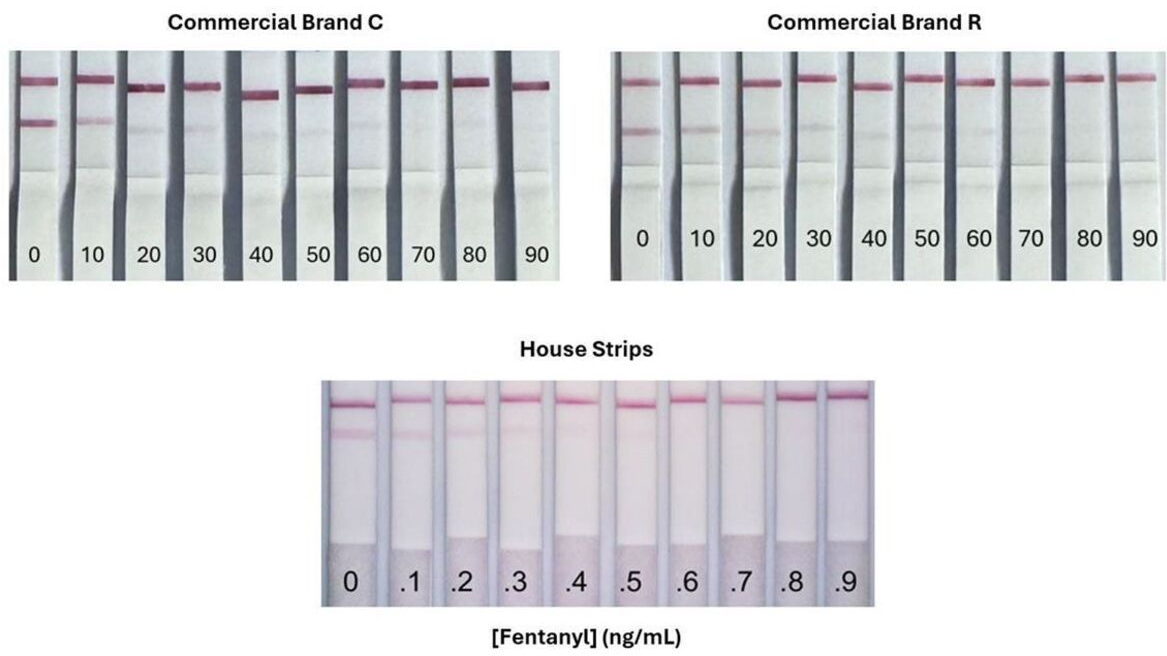 Commercial Brand C
Commercial Brand R
0 10 20 30 40 50 60 70 80 90
0 10 20 30 40 50 60 70 80 90
House Strips
0 .1 .2 .3 .4 .5 .6 .7 .8 .9
[Fentanyl] (ng/mL)